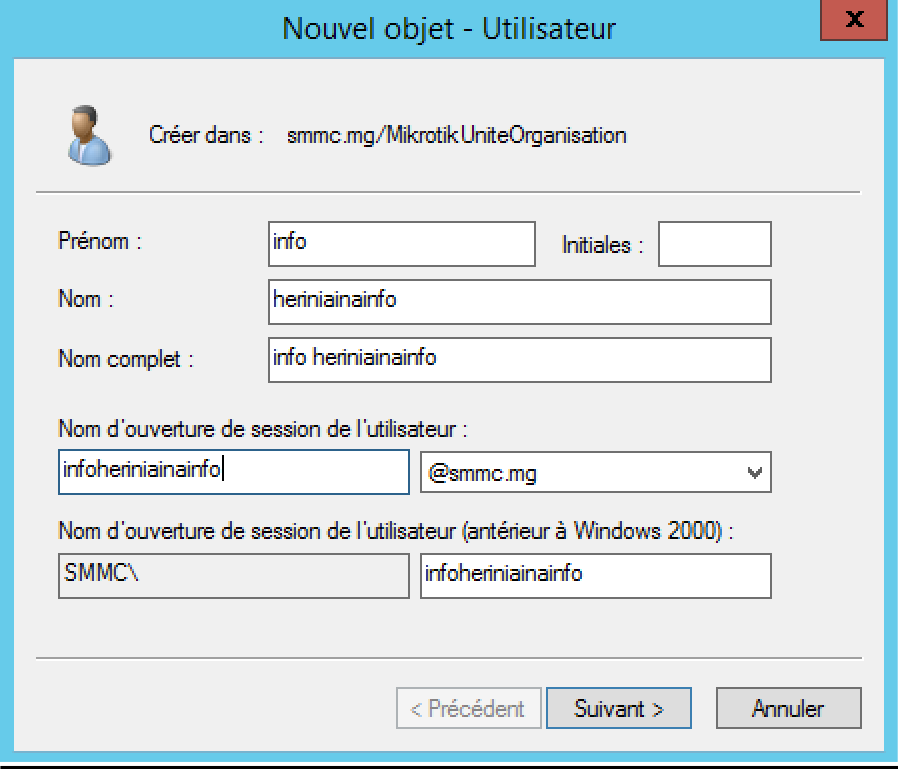 Nouvel objet - Utilisateur
x
Créer dans : smmc.mg/MikrotikUniteOrganisation
Prénom : info Initiales :
Nom : heriniainainfo
Nom complet : info heriniainainfo
Nom d'ouverture de session de l'utilisateur :
infoheriniainainfo @smmc.mg
Nom d'ouverture de session de l'utilisateur (antérieur à Windows 2000) :
SMMC\ infoheriniainainfo
< Précédent Suivant > Annuler